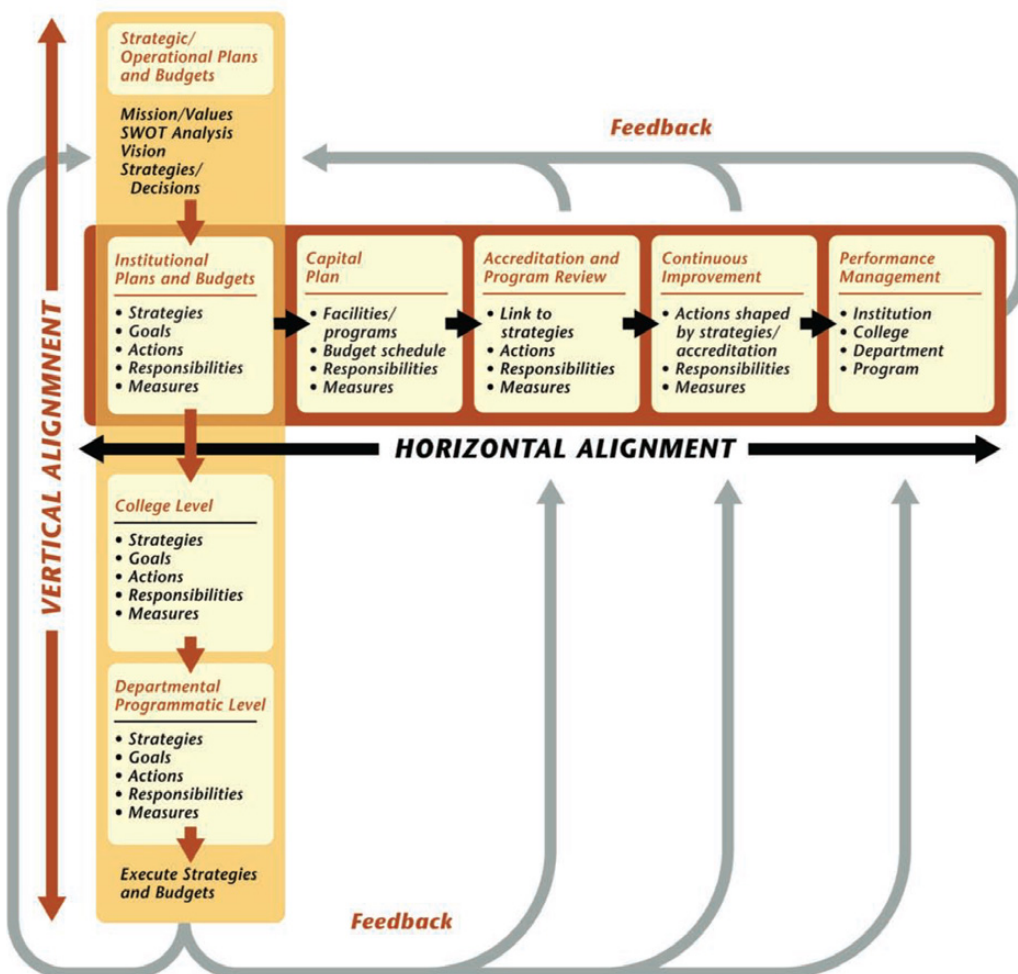 Strategic/
Operational Plans
and Budgets
Mission/Values
SWOT Analysis
Vision
Strategies/
Decisions
Feedback
Institutional
Plans and Budgets
• Strategies
• Goals
• Actions
• Responsibilities
• Measures
Capital
Plan
• Facilities/
programs
• Budget schedule
• Responsibilities
• Measures
Accreditation and
Program Review
• Link to
strategies
• Actions
• Responsibilities
• Measures
Continuous
Improvement
• Actions shaped
by strategies/
accreditation
• Responsibilities
• Measures
Performance
Management
• Institution
• College
• Department
• Program
VERTICAL ALIGNMENT
HORIZONTAL ALIGNMENT
College Level
• Strategies
• Goals
• Actions
• Responsibilities
• Measures
Departmental
Programmatic Level
• Strategies
• Goals
• Actions
• Responsibilities
• Measures
Execute Strategies
and Budgets
Feedback